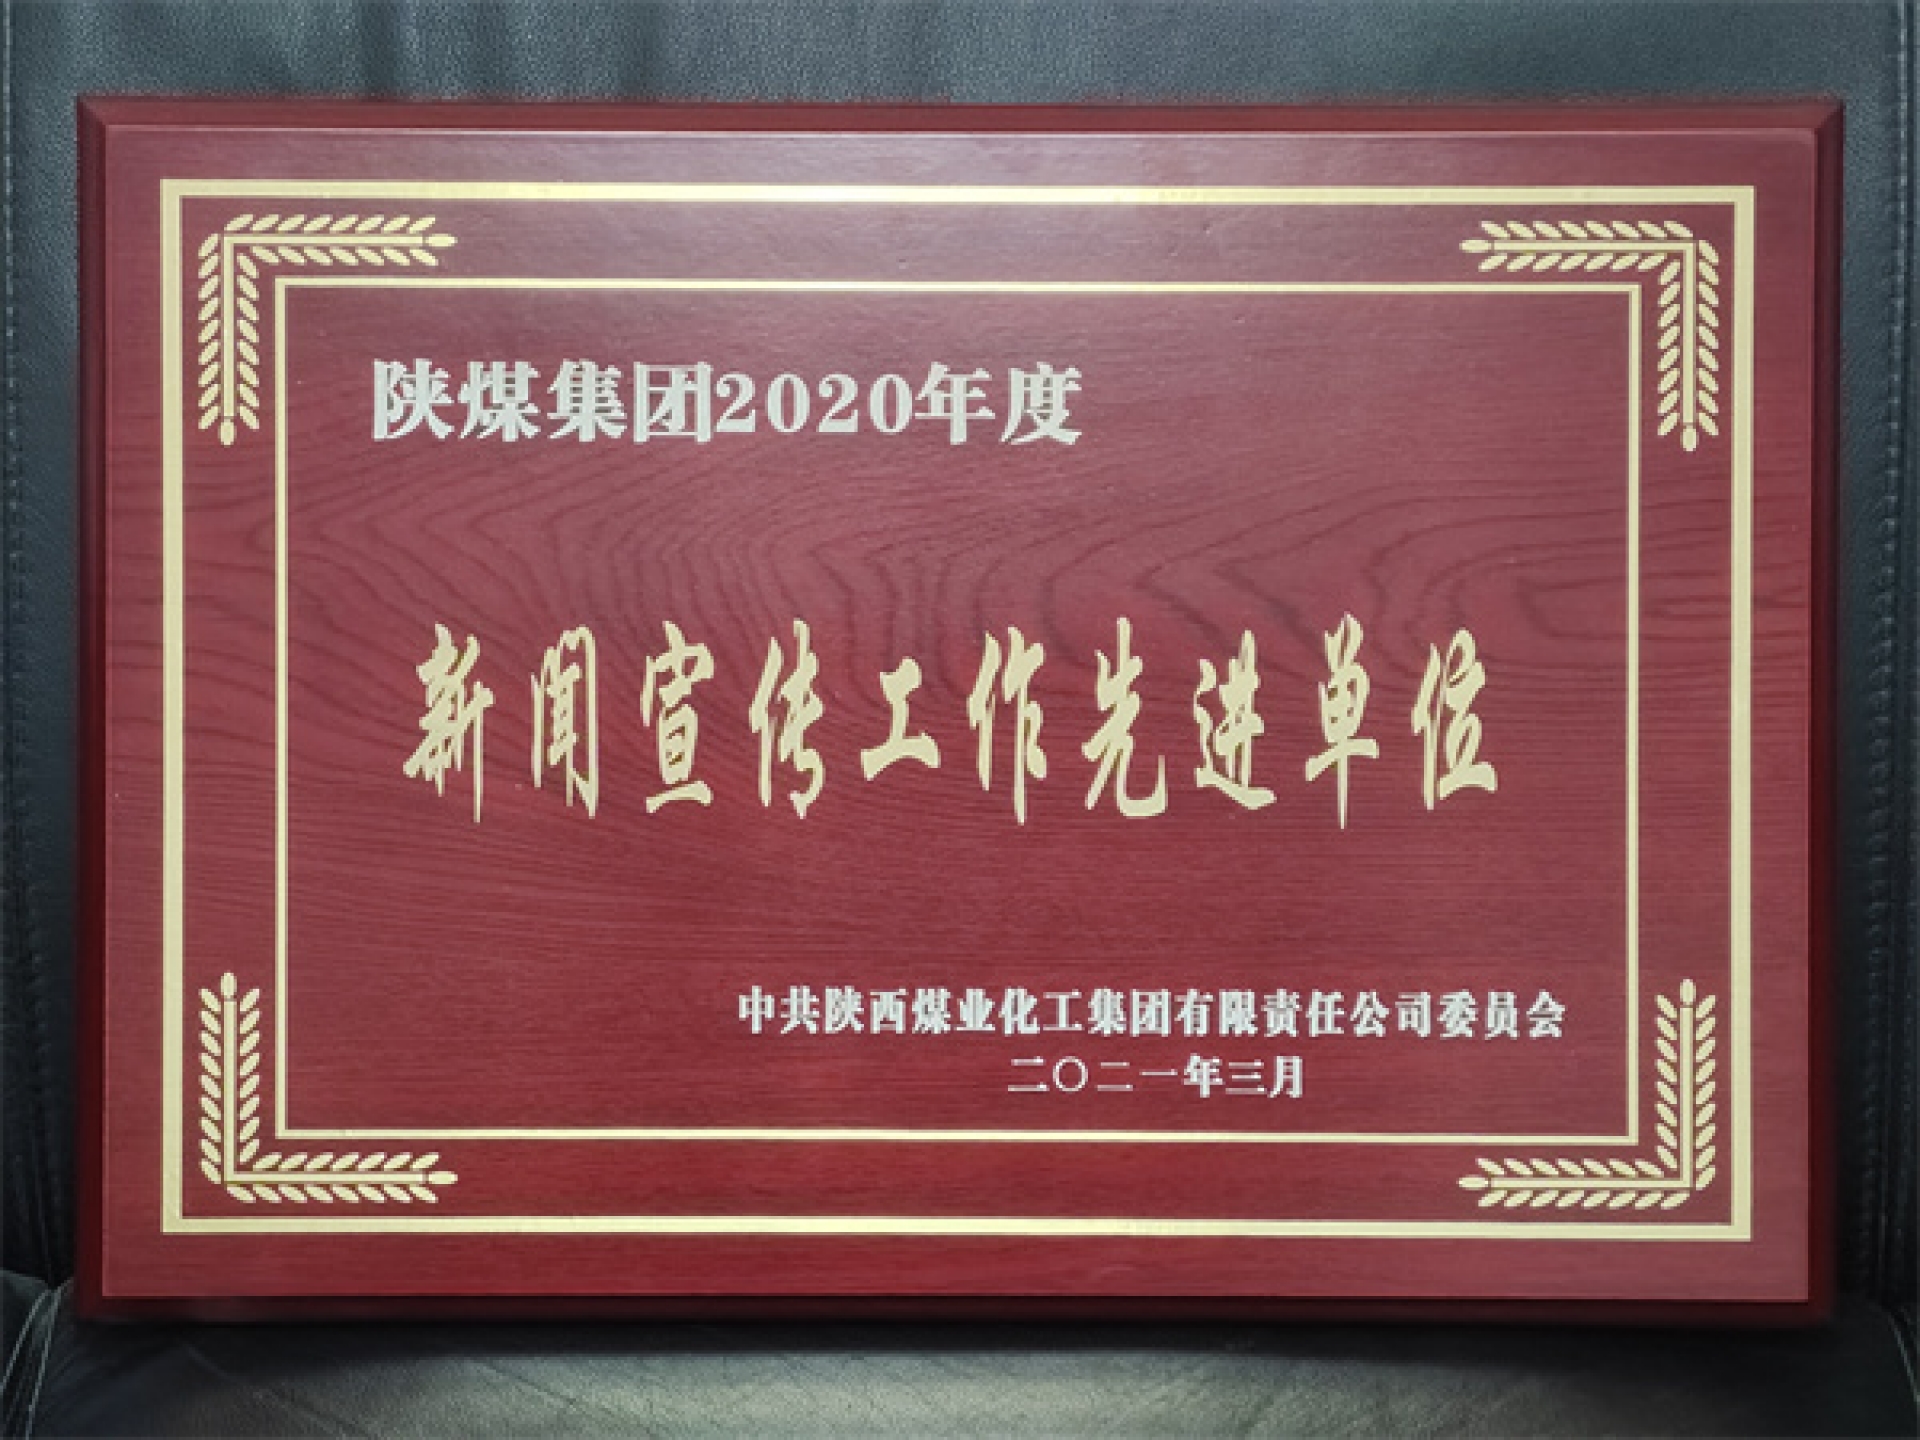 陕煤集团2020年度
新闻宣传工作先进单位
中共陕西煤业化工集团有限责任公司委员会
二〇二一年三月